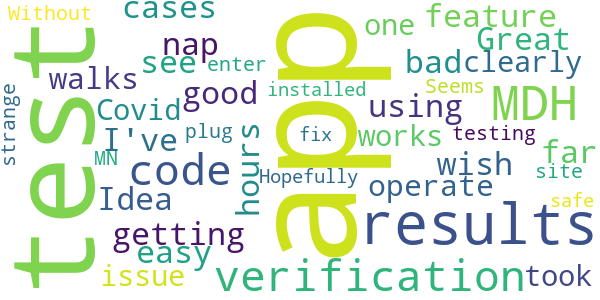 Without
cases
feature
one
Great
nap
see
enter
bad
clearly
walks
good
installed
Seems
test
app
strange
Covid
using
MDH
I've
plug
fix
works
testing
far
MN
code
hours
Hopefully
wish
site
Idea
operate
safe
getting
results
easy
issue
verification
took